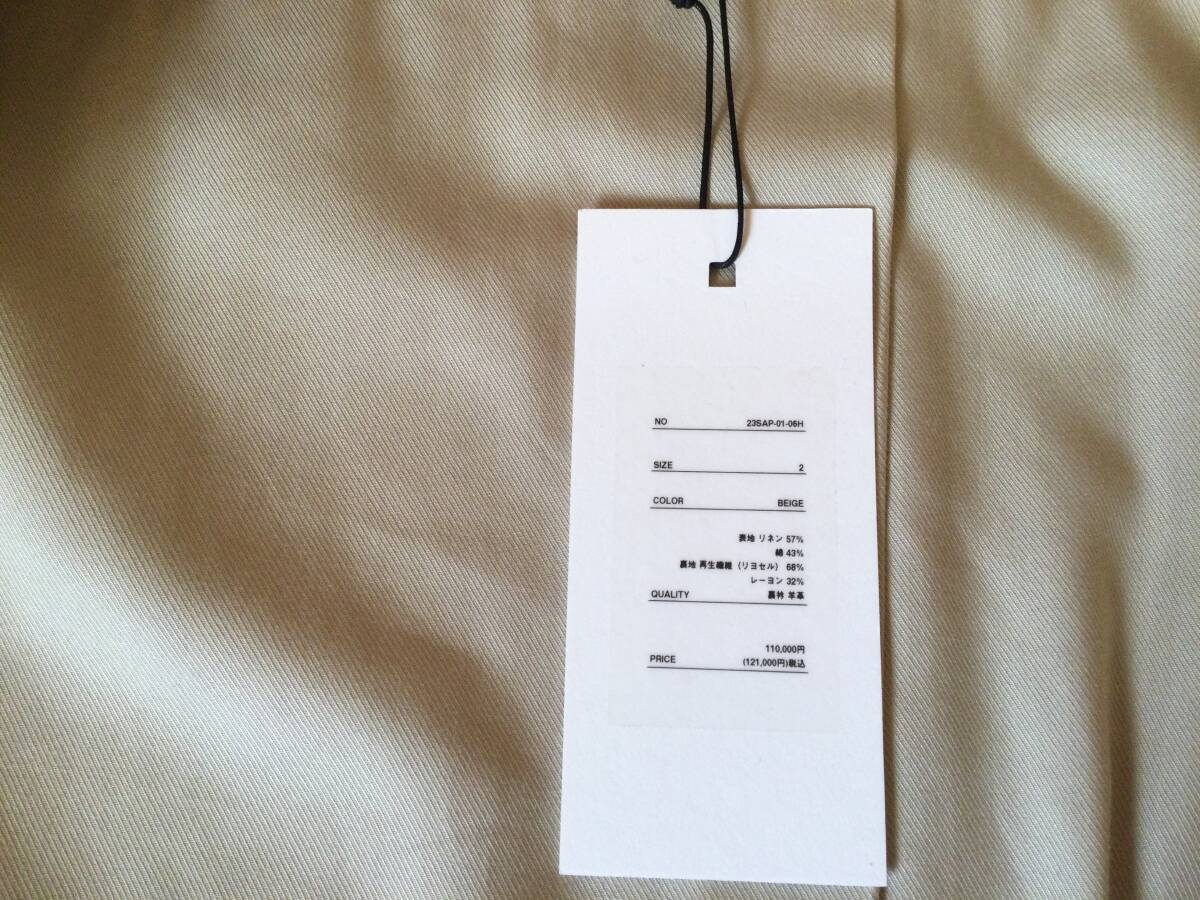 NO 23SAP-01-06H
SIZE 2
COLOR BEIGE
表地 リネン 57%
綿 43%
裏地 再生繊維（リヨセル） 68%
レーヨン 32%
QUALITY 裏衿 羊革
110,000円
PRICE (121,000円)税込